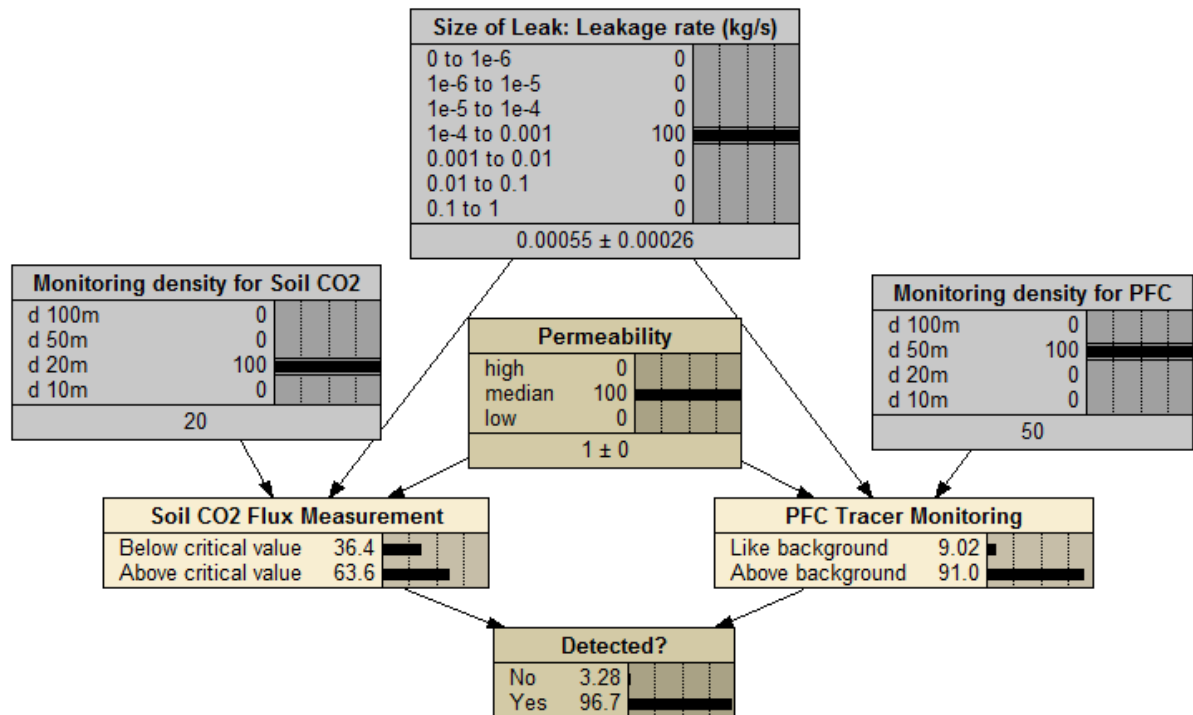 Size of Leak: Leakage rate (kg/s)
0 to 1e-6 0
1e-6 to 1e-5 0
1e-5 to 1e-4 0
1e-4 to 0.001 100
0.001 to 0.01 0
0.01 to 0.1 0
0.1 to 1 0
0.00055 ± 0.00026
Monitoring density for Soil CO2
d 100m 0
d 50m 0
d 20m 100
d 10m 0
20
Permeability
high 0
median 100
low 0
1 ± 0
Monitoring density for PFC
d 100m 0
d 50m 100
d 20m 0
d 10m 0
50
Soil CO2 Flux Measurement
Below critical value 36.4
Above critical value 63.6
PFC Tracer Monitoring
Like background 9.02
Above background 91.0
Detected?
No 3.28
Yes 96.7